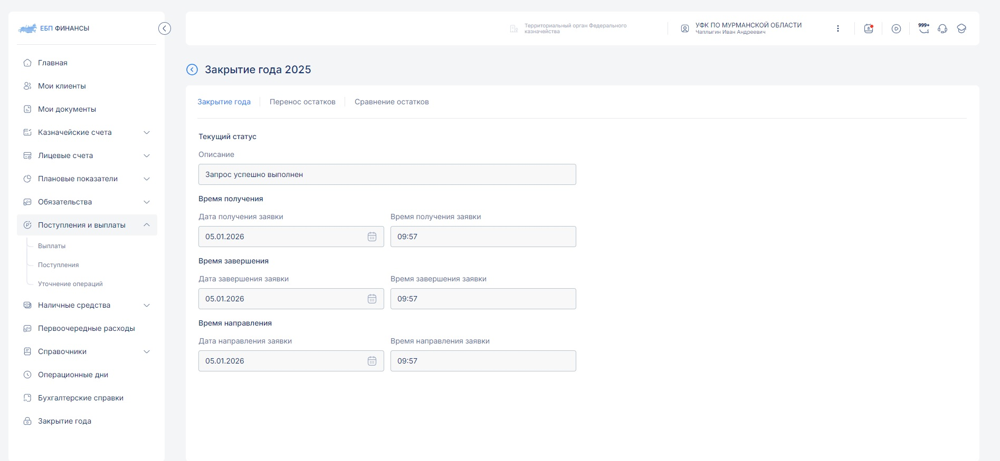 ЕБП ФИНАНСЫ
Главная
Мои клиенты
Мои документы
Казначейские счета
Лицевые счета
Плановые показатели
Обязательства
Поступления и выплаты
Выплаты
Поступления
Уточнение операций
Наличные средства
Первоочередные расходы
Справочники
Операционные дни
Бухгалтерские справки
Закрытие года
Территориальный орган Федерального
казначейства
УФК ПО МУРМАНСКОЙ ОБЛАСТИ
Чаплыгин Иван Андреевич
8
999+
Закрытие года 2025
Закрытие года
Перенос остатков
Сравнение остатков
Текущий статус
Описание
Запрос успешно выполнен
Время получения
Дата получения заявки
Время получения заявки
05.01.2026
09:57
Время завершения
Дата завершения заявки
Время завершения заявки
05.01.2026
09:57
Время направления
Дата направления заявки
Время направления заявки
05.01.2026
09:57